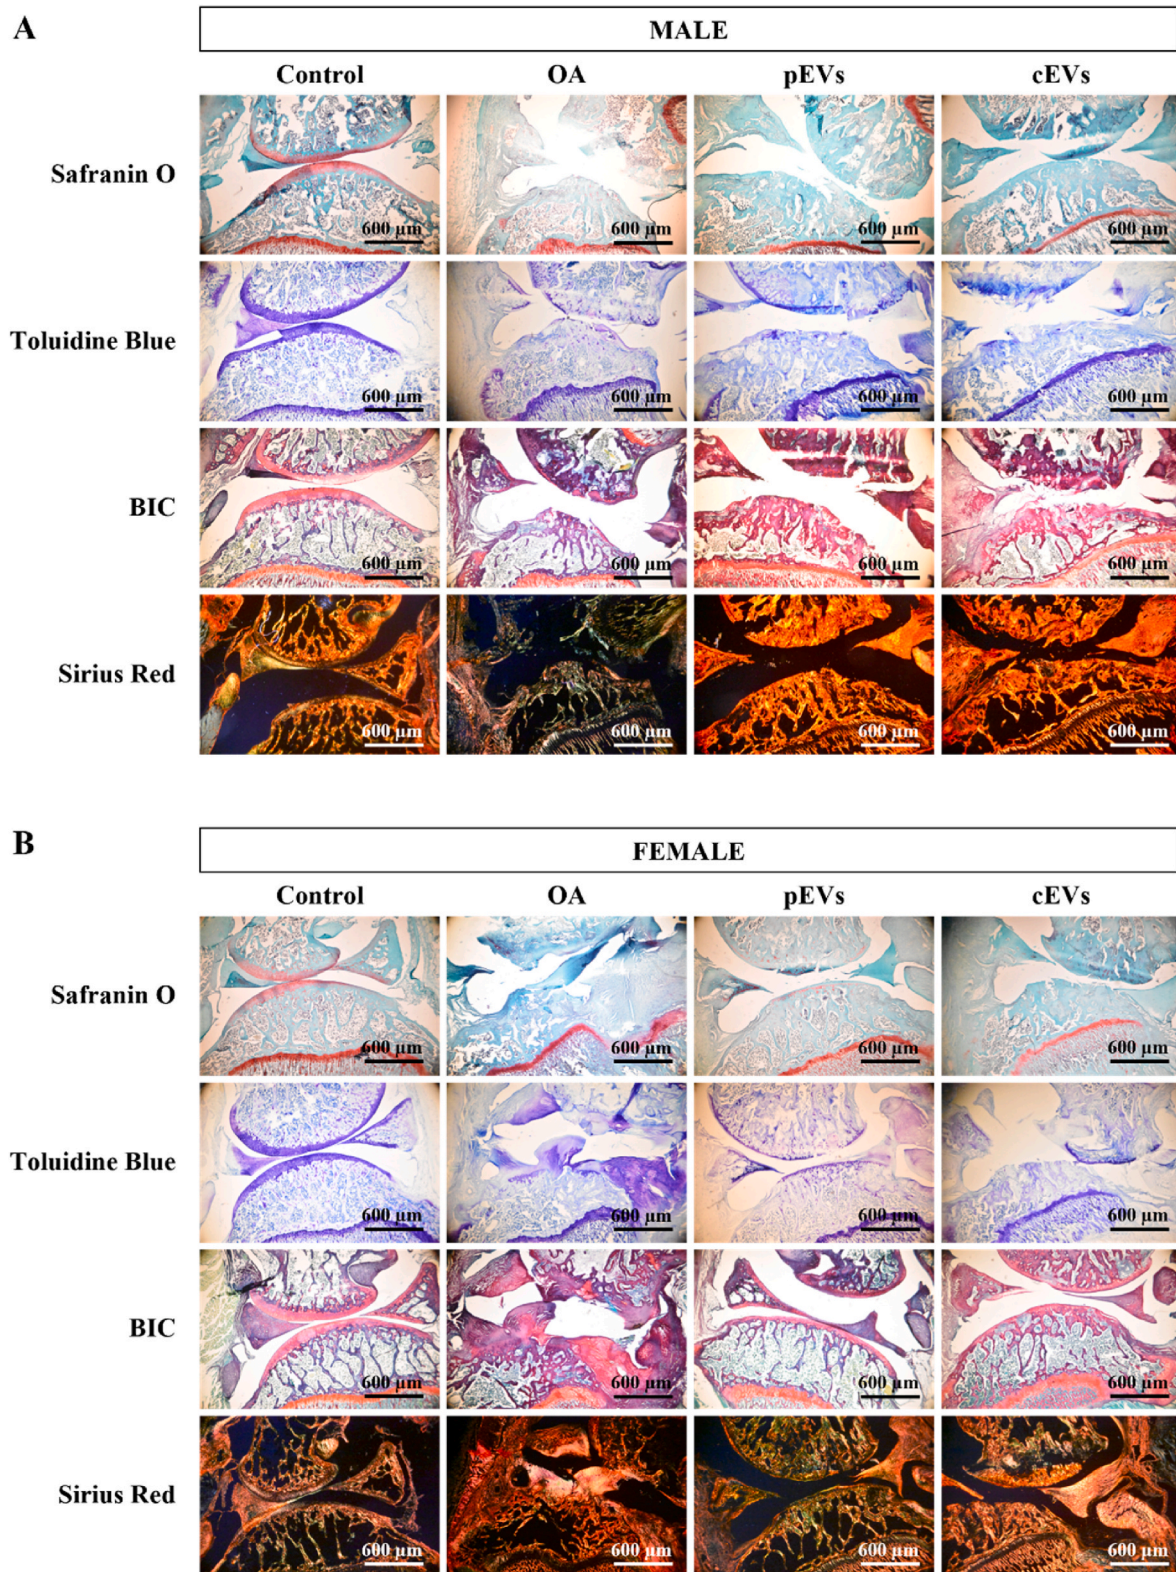 A
MALE
Control OA pEVs cEVs
Safranin O
600 µm 600 µm 600 µm 600 µm
Toluidine Blue
600 µm 600 µm 600 µm 600 µm
BIC
600 µm 600 µm 600 µm 600 µm
Sirius Red
600 µm 600 µm 600 µm 600 µm
B
FEMALE
Control OA pEVs cEVs
Safranin O
600 µm 600 µm 600 µm 600 µm
Toluidine Blue
600 µm 600 µm 600 µm 600 µm
BIC
600 µm 600 µm 600 µm 600 µm
Sirius Red
600 µm 600 µm 600 µm 600 µm